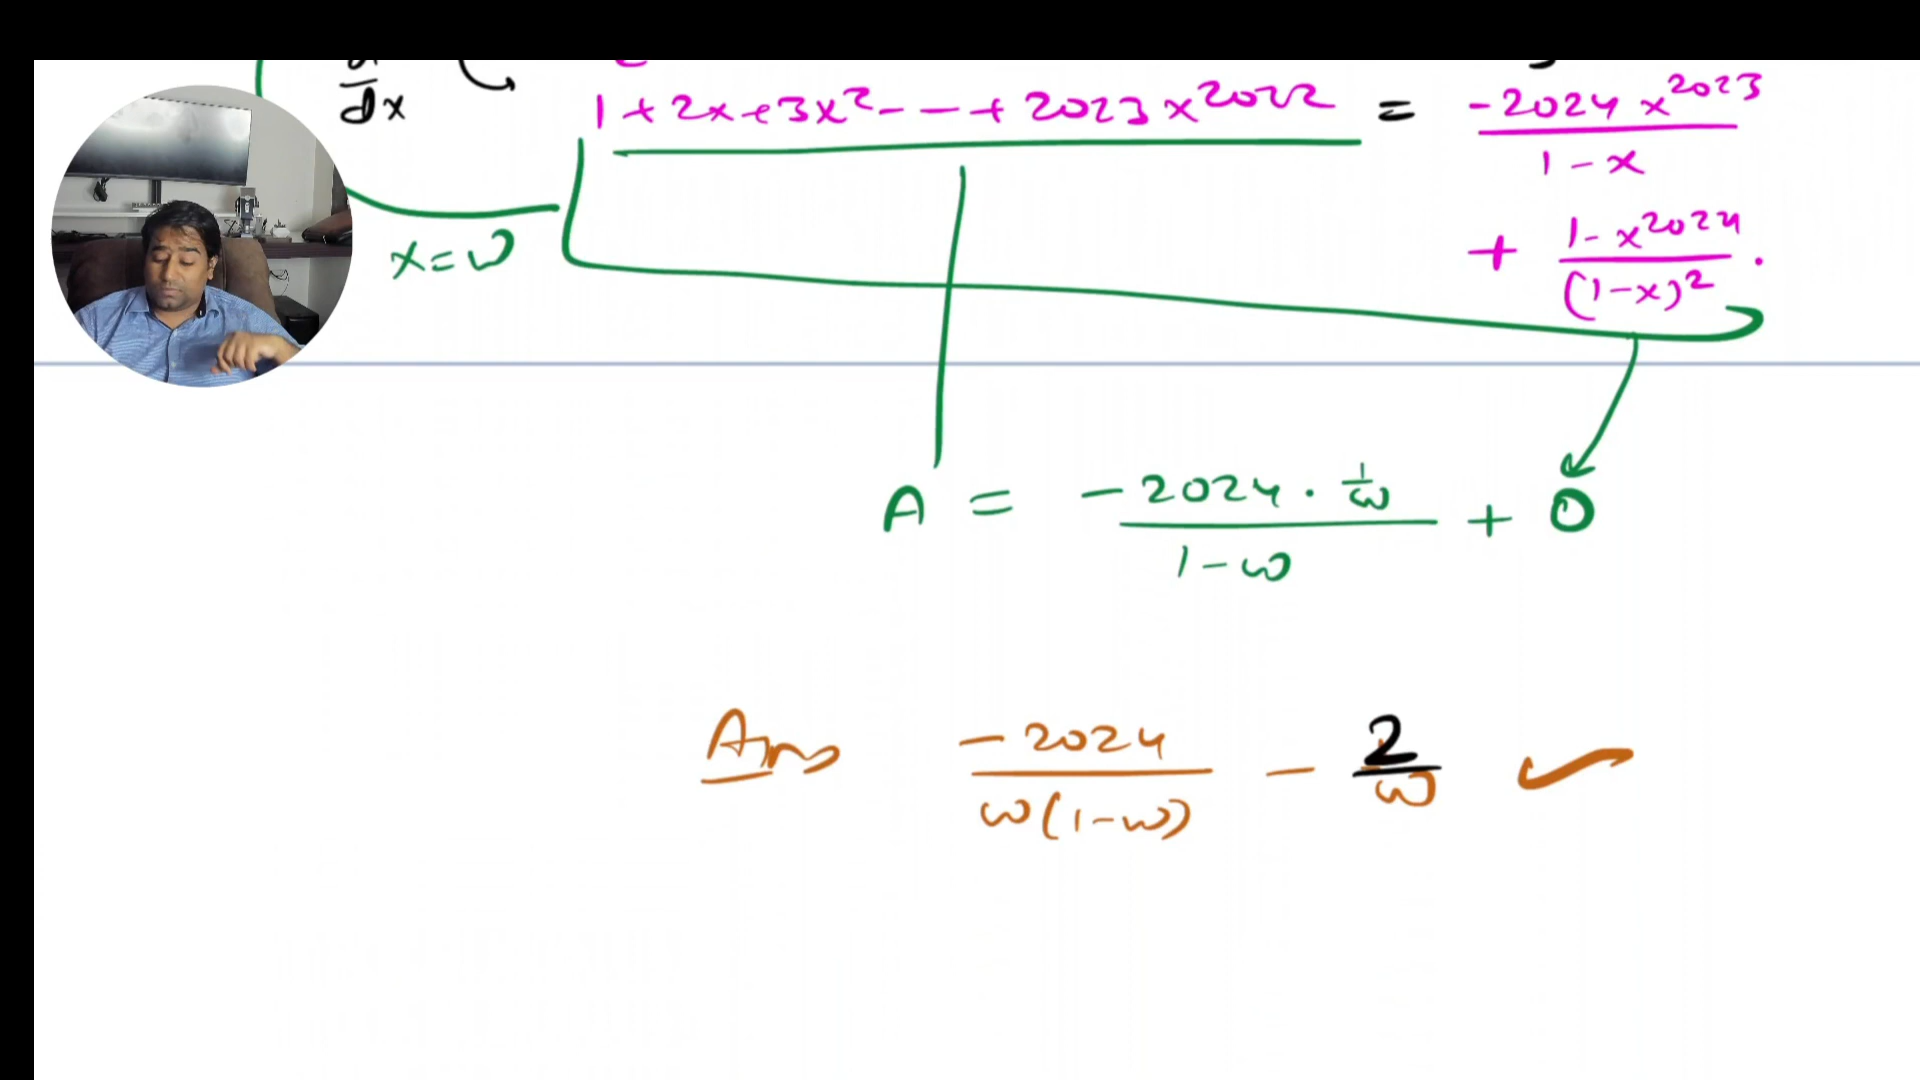 d/dx 1+2x+3x²--+2023x²⁰²² = -2024x²⁰²³/1-x
+ 1-x²⁰²⁴/(1-x)².
x=ω
A = -2024·1/ω / 1-ω + 0
Ans -2024/ω(1-ω) - 2/ω